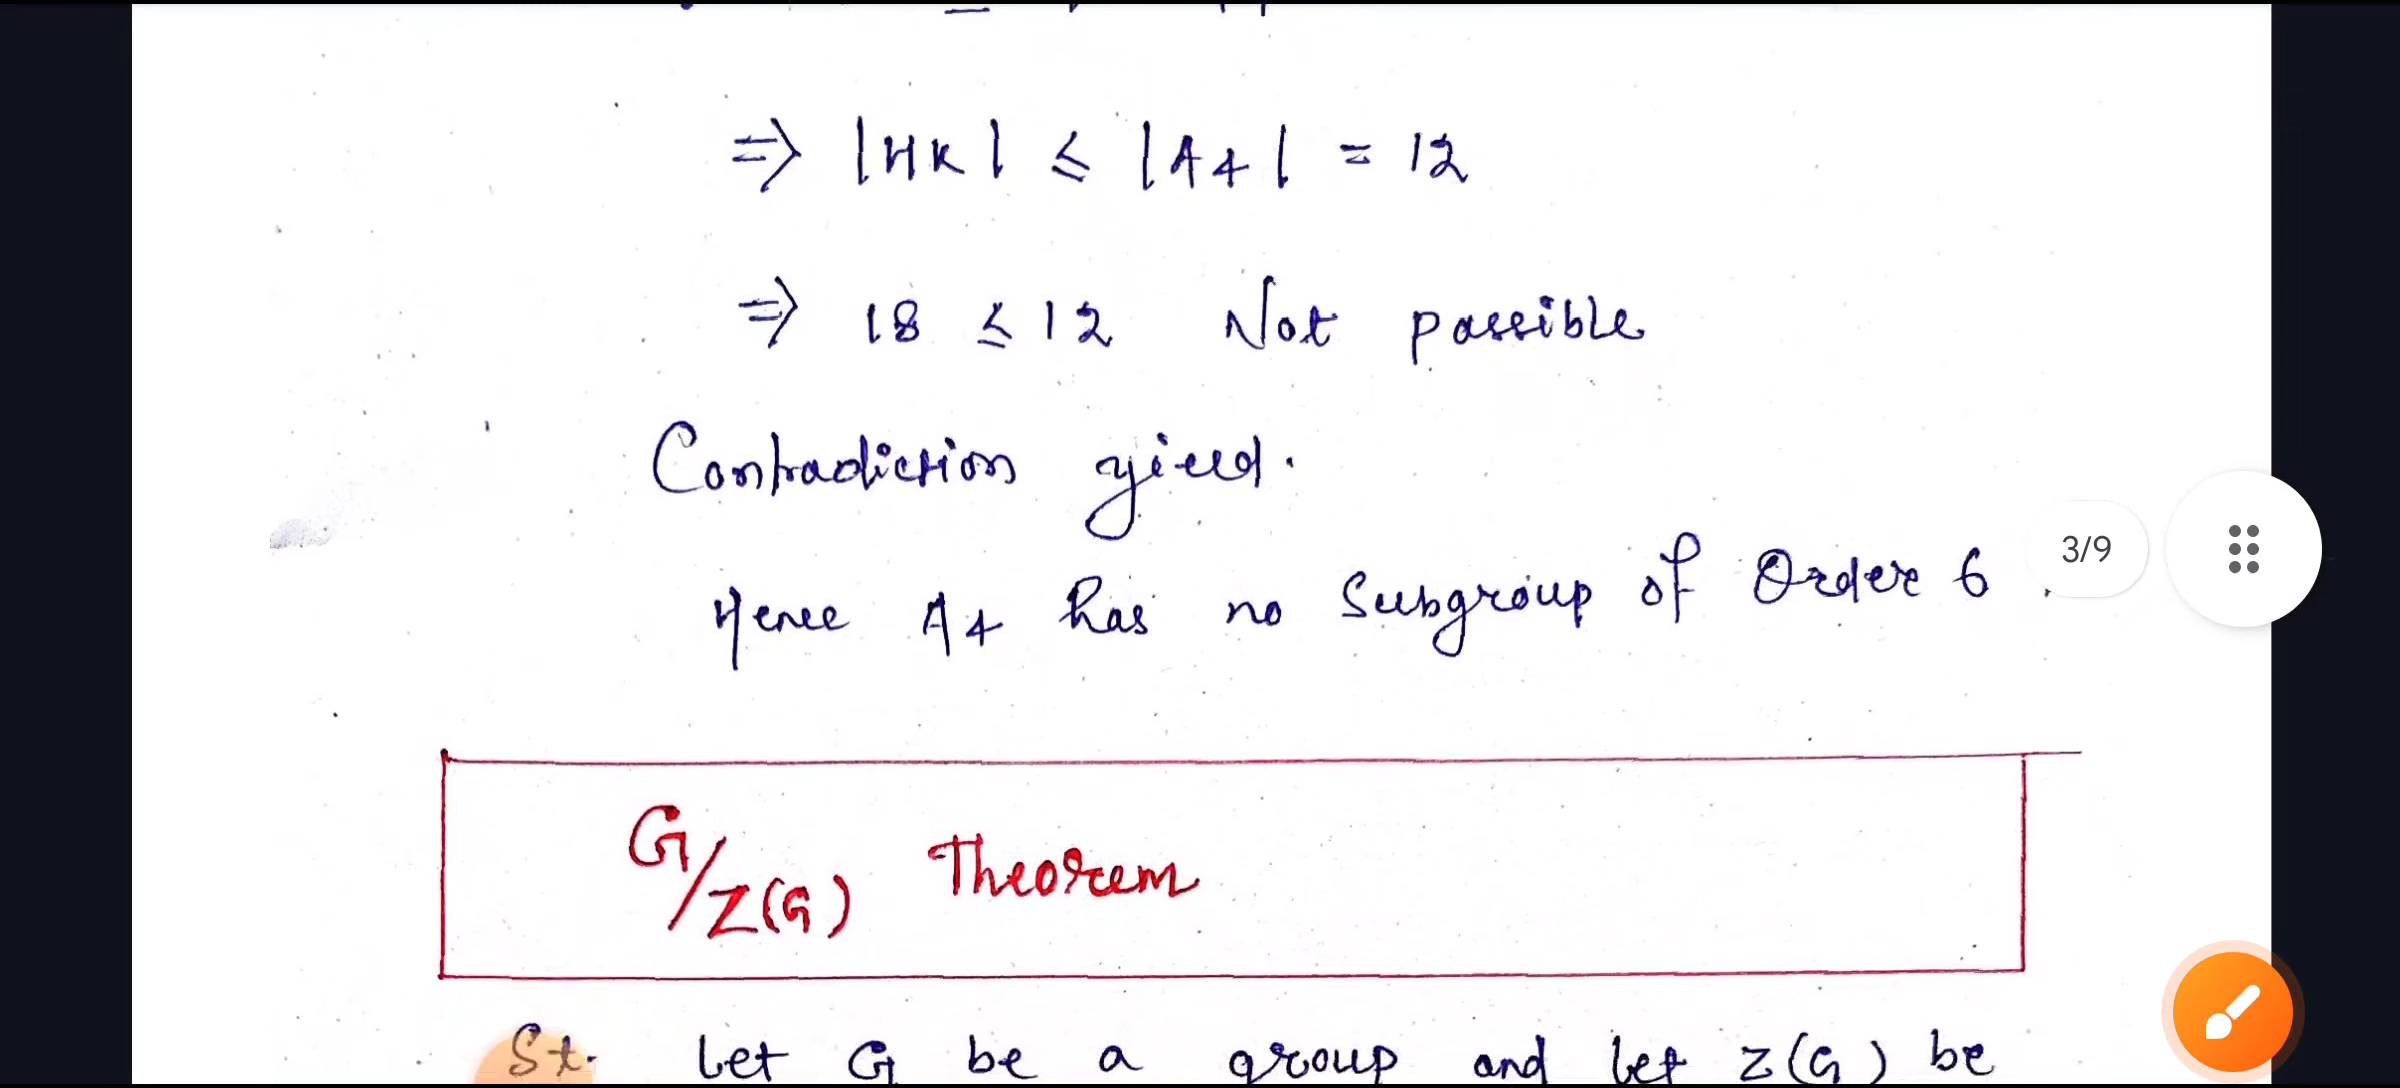 ⇒ |HK| ≤ |A4| = 12
⇒ 18 ≤ 12 Not possible
Contradiction yield.
Hence A4 has no Subgroup of Order 6.
3/9
G/Z(G) Theorem
St. Let G be a group and let Z(G) be